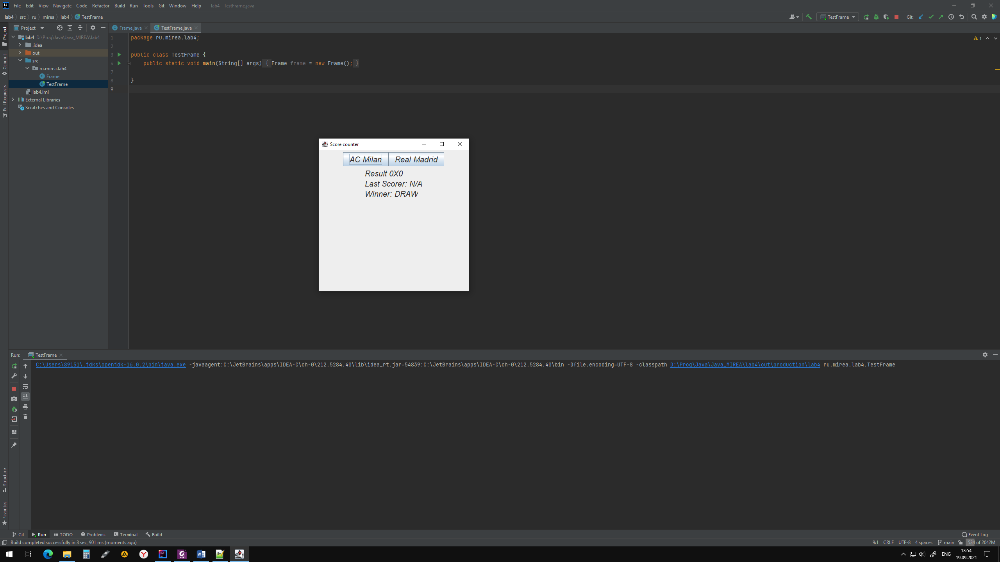 File Edit View Navigate Code Refactor Build Run Tools Git Window Help lab4 - TestFrame.java
lab4 src ru mirea lab4 TestFrame TestFrame Git:
Project Frame.java TestFrame.java
Project
Commit
Pull Requests
lab4 D:\Prog\Java\Java_MIREA\lab4
.idea
out
src
ru.mirea.lab4
Frame
TestFrame
lab4.iml
External Libraries
Scratches and Consoles
1 package ru.mirea.lab4;
2
3 public class TestFrame {
4 public static void main(String[] args) { Frame frame = new Frame(); }
7
8 }
9
1
Score counter
AC Milan Real Madrid
Result 0X0
Last Scorer: N/A
Winner: DRAW
Run: TestFrame
C:\Users\89151\.jdks\openjdk-16.0.2\bin\java.exe -javaagent:C:\JetBrains\apps\IDEA-C\ch-0\212.5284.40\lib\idea_rt.jar=54839:C:\JetBrains\apps\IDEA-C\ch-0\212.5284.40\bin -Dfile.encoding=UTF-8 -classpath D:\Prog\Java\Java_MIREA\lab4\out\production\lab4 ru.mirea.lab4.TestFrame
Structure
Favorites
Git Run TODO Problems Terminal Build Event Log
Build completed successfully in 3 sec, 901 ms (moments ago) 9:1 CRLF UTF-8 4 spaces main 534 of 2042M
ENG 13:54
19.09.2021